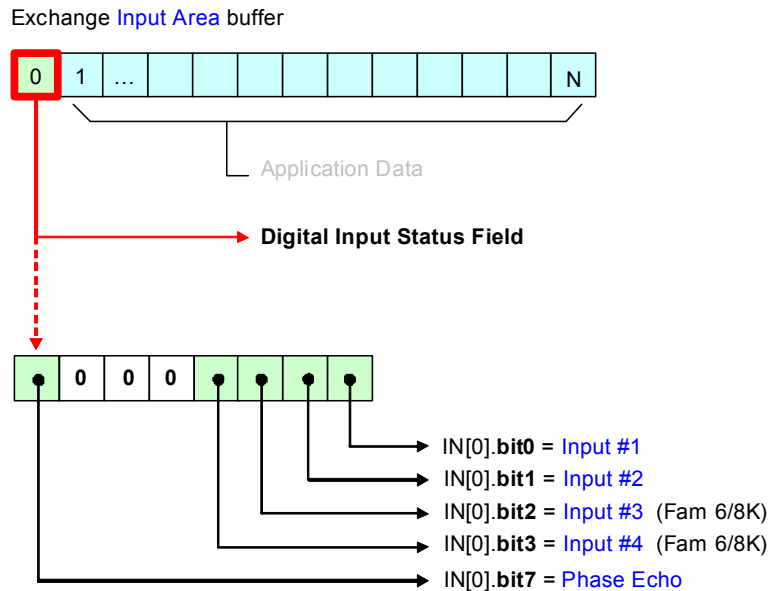 Exchange Input Area buffer
0 1 ... N
Application Data
Digital Input Status Field
0 0 0
IN[0].bit0 = Input #1
IN[0].bit1 = Input #2
IN[0].bit2 = Input #3 (Fam 6/8K)
IN[0].bit3 = Input #4 (Fam 6/8K)
IN[0].bit7 = Phase Echo